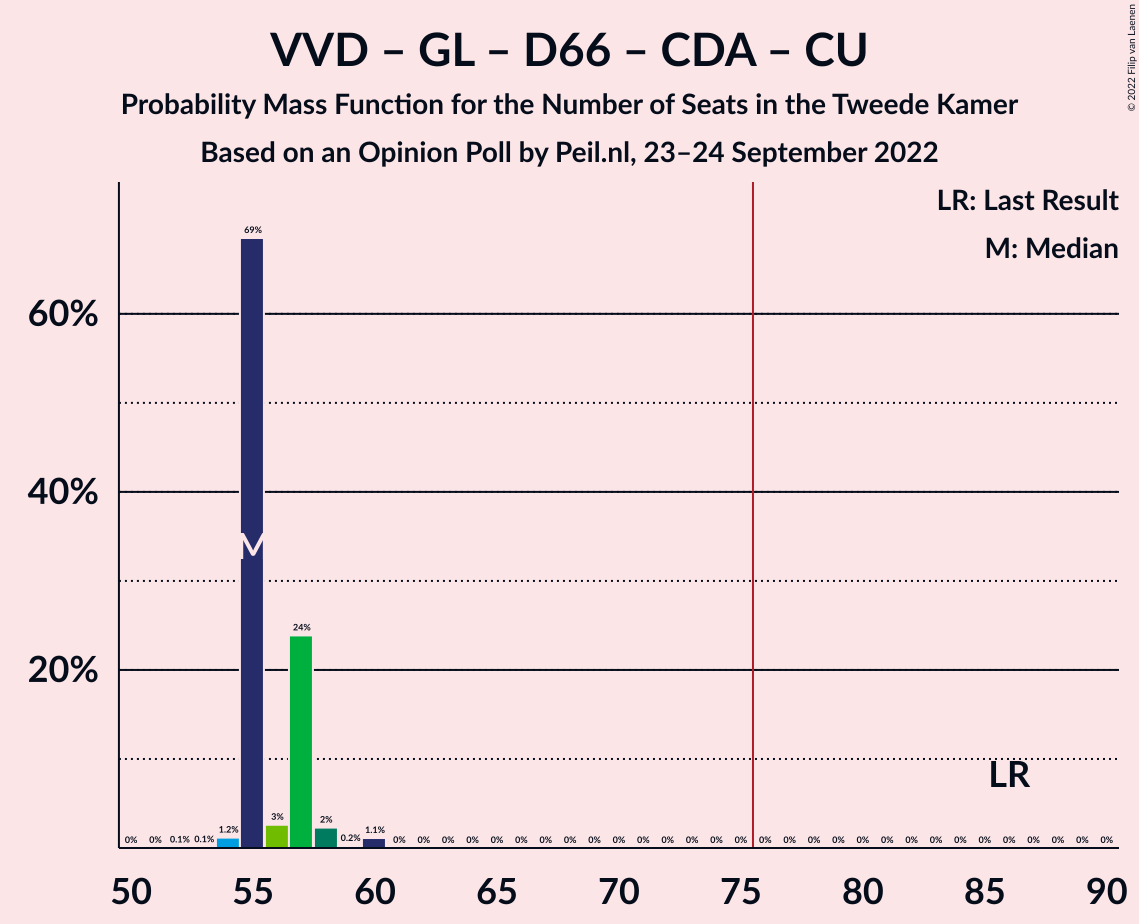 VVD – GL – D66 – CDA – CU
Probability Mass Function for the Number of Seats in the Tweede Kamer
Based on an Opinion Poll by Peil.nl, 23–24 September 2022
© 2022 Filip van Laenen
LR: Last Result
M: Median
60%
40%
20%
0% 0% 0.1% 0.1% 1.2% 69% 3% 24% 2% 0.2% 1.1% 0% 0% 0% 0% 0% 0% 0% 0% 0% 0% 0% 0% 0% 0% 0% 0% 0% 0% 0% 0% 0% 0% 0% 0% 0% 0% 0% 0% 0% 0%
M
LR
50 55 60 65 70 75 80 85 90